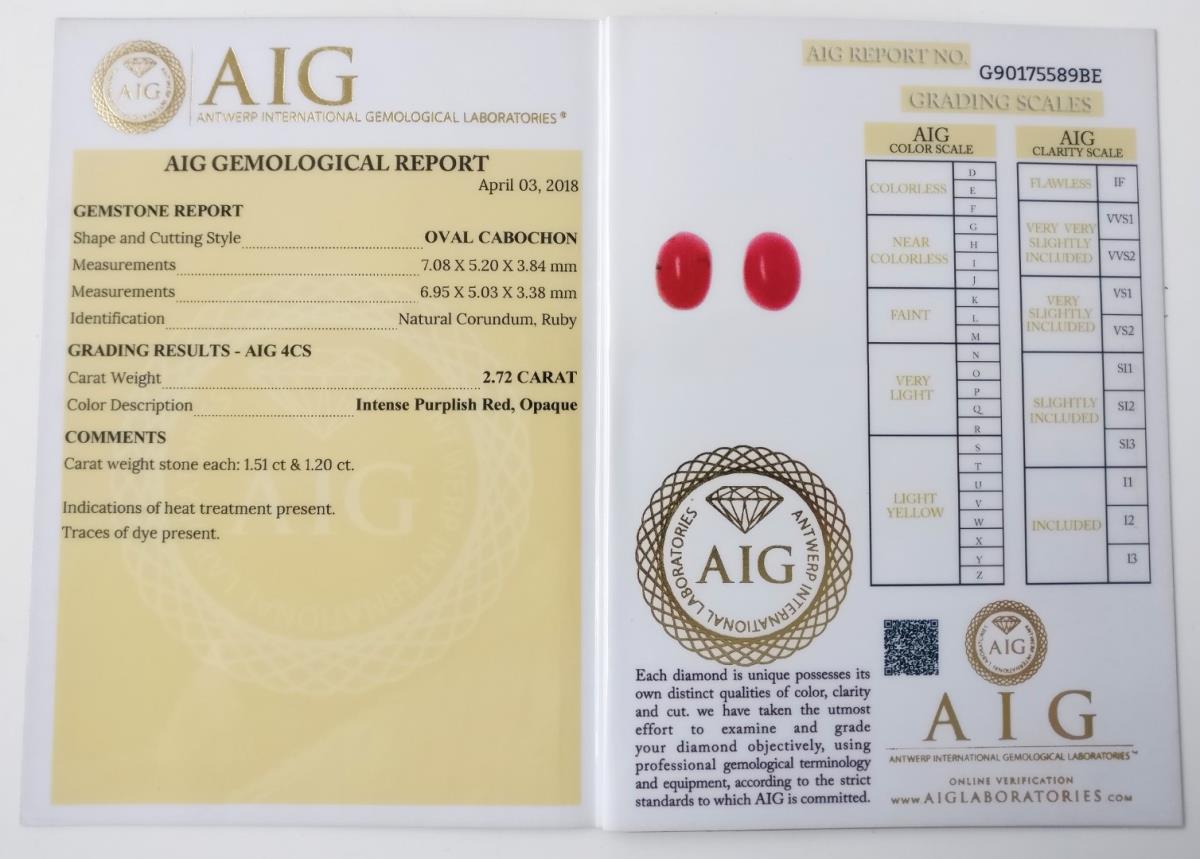 AIG
AIG
ANTWERP INTERNATIONAL GEMOLOGICAL LABORATORIES®
AIG GEMOLOGICAL REPORT
April 03, 2018
GEMSTONE REPORT
Shape and Cutting Style OVAL CABOCHON
Measurements 7.08 X 5.20 X 3.84 mm
Measurements 6.95 X 5.03 X 3.38 mm
Identification Natural Corundum, Ruby
GRADING RESULTS - AIG 4CS
Carat Weight 2.72 CARAT
Color Description Intense Purplish Red, Opaque
COMMENTS
Carat weight stone each: 1.51 ct & 1.20 ct.
Indications of heat treatment present.
Traces of dye present.
AIG
AIG REPORT NO.
G90175589BE
GRADING SCALES
AIG
COLOR SCALE
COLORLESS
D
E
F
NEAR
COLORLESS
G
H
I
J
FAINT
K
L
M
VERY
LIGHT
N
O
P
Q
R
LIGHT
YELLOW
S
T
U
V
W
X
Y
Z
AIG
CLARITY SCALE
FLAWLESS
IF
VERY VERY
SLIGHTLY
INCLUDED
VVS1
VVS2
VERY
SLIGHTLY
INCLUDED
VS1
VS2
SLIGHTLY
INCLUDED
SI1
SI2
SI3
INCLUDED
I1
I2
I3
AIG
ANTWERP INTERNATIONAL LABORATORIES
Each diamond is unique possesses its
own distinct qualities of color, clarity
and cut. we have taken the utmost
effort to examine and grade
your diamond objectively, using
professional gemological terminology
and equipment, according to the strict
standards to which AIG is committed.
AIG
AIG
ANTWERP INTERNATIONAL GEMOLOGICAL LABORATORIES™
ONLINE VERIFICATION
www.AIGLABORATORIES.COM